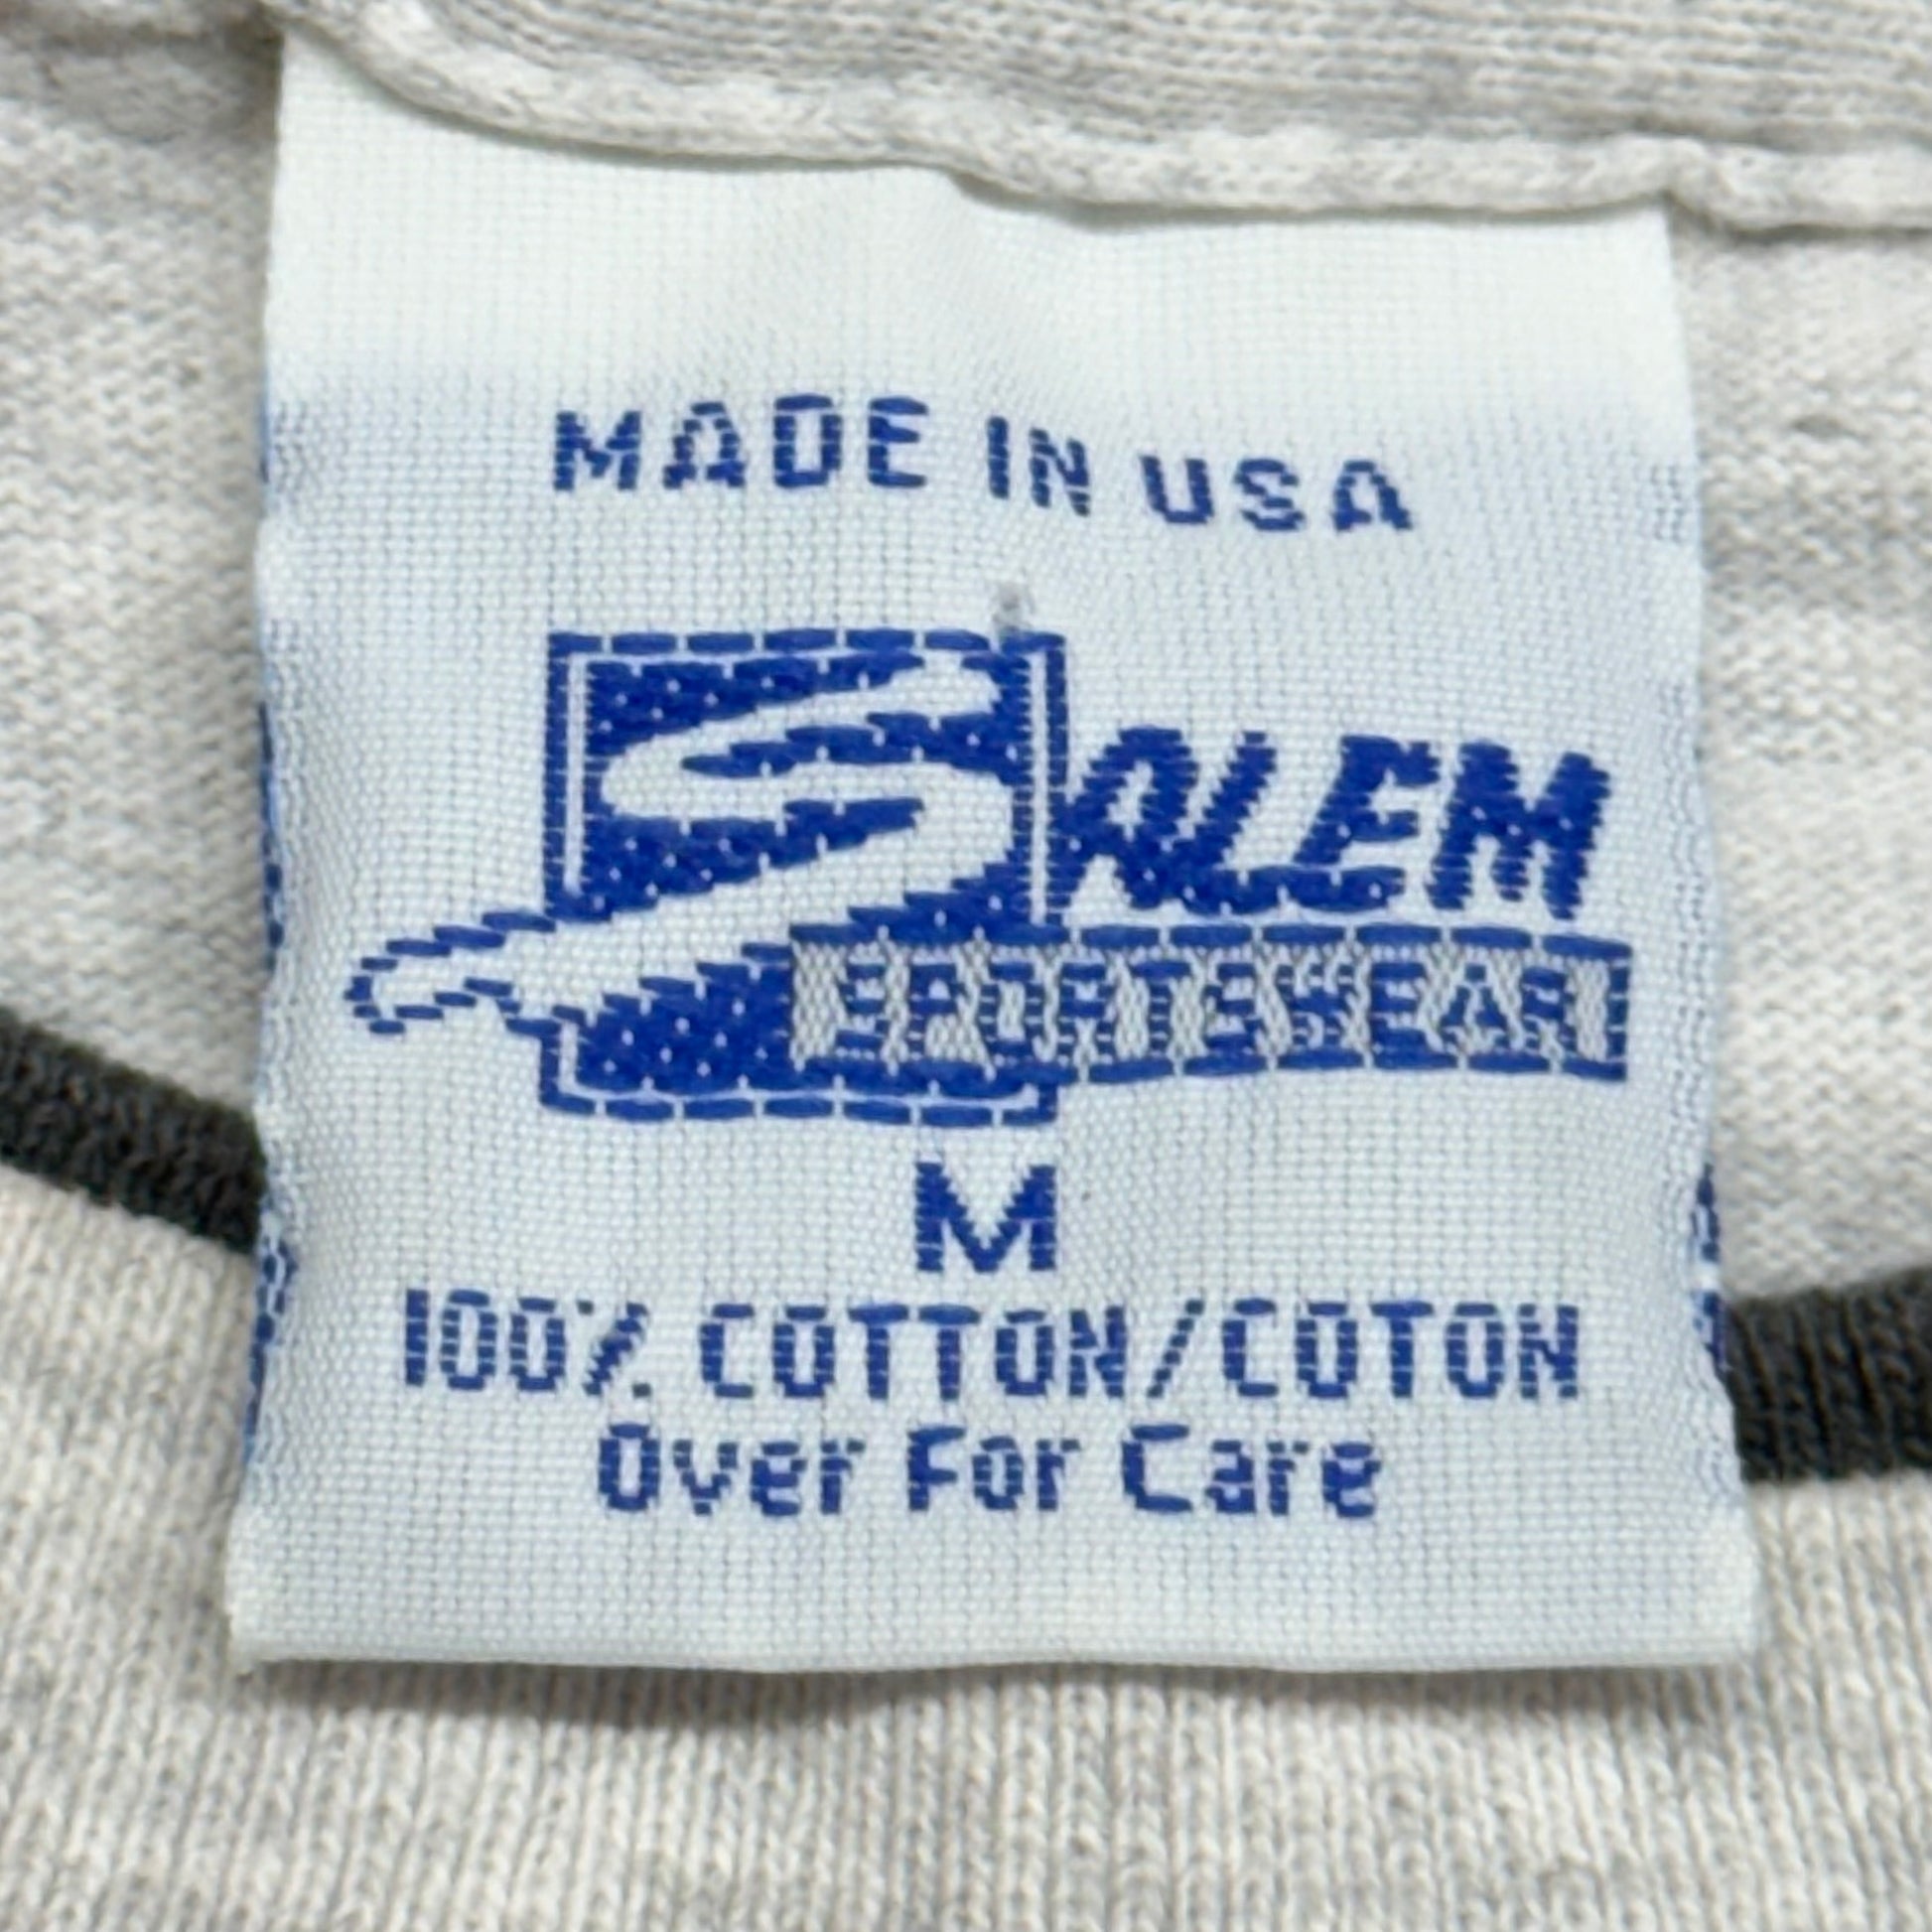 MADE IN USA
SALEM
SPORTSWEAR
M
100% COTTON/COTON
Over For Care